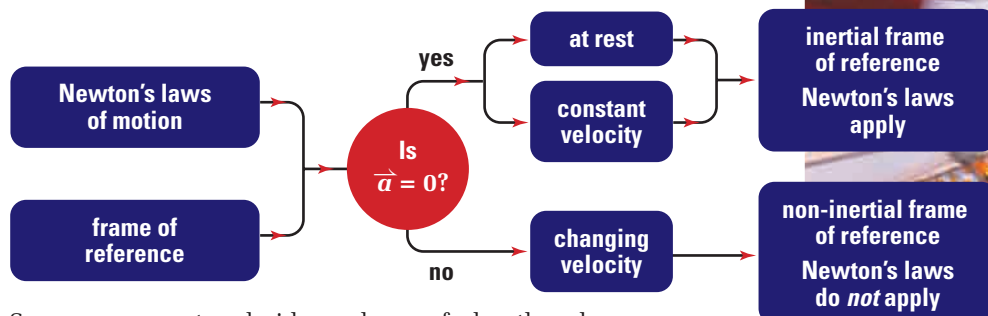 Newton's laws
of motion
frame of
reference
Is
a = 0?
yes
no
at rest
constant
velocity
changing
velocity
inertial frame
of reference
Newton's laws
apply
non-inertial frame
of reference
Newton's laws
do not apply